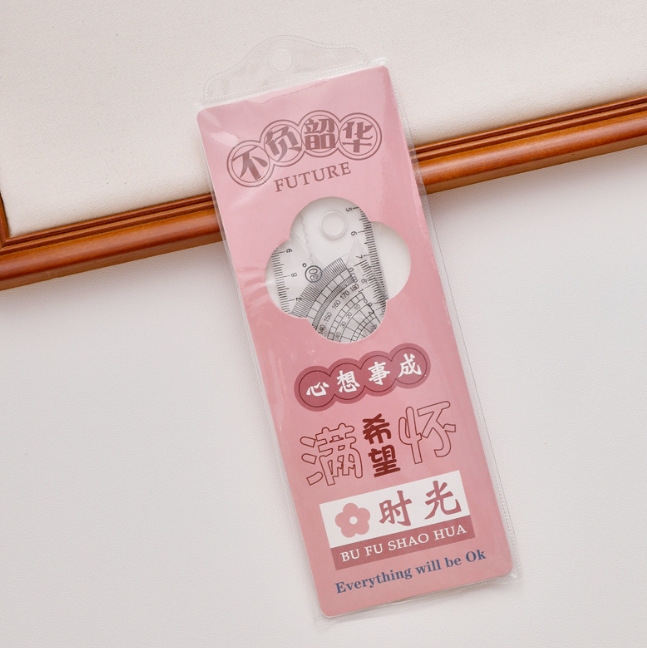 不负韶华
FUTURE
心想事成
满希望怀
时光
BU FU SHAO HUA
Everything will be Ok